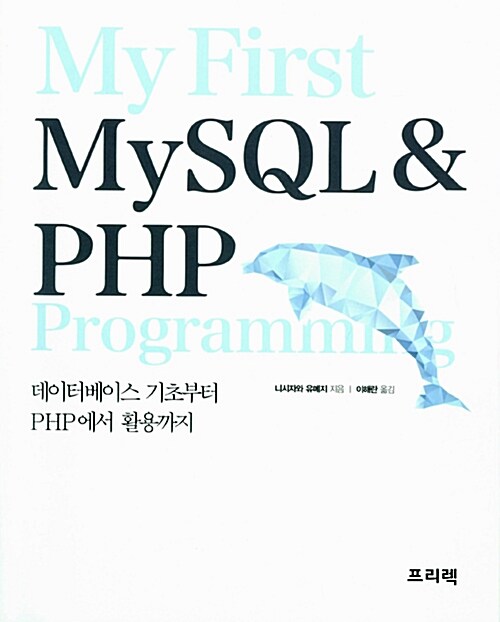 My First
MySQL &
PHP
Programming
데이터베이스 기초부터
PHP에서 활용까지
니시자와 유메지 지음 | 이해란 옮김
프리렉